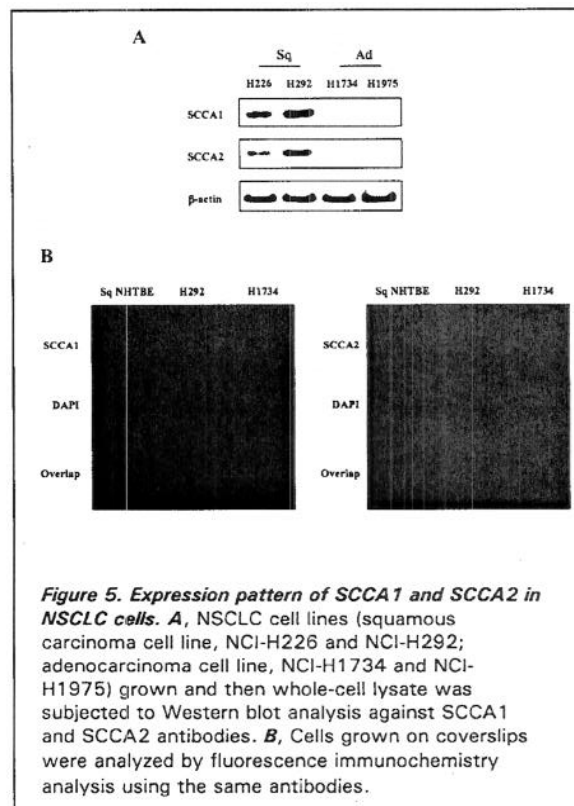 A
Sq Ad
H226 H292 H1734 H1975
SCCA1
SCCA2
β-actin
B
Sq NHTBE H292 H1734
SCCA1
DAPI
Overlap
Sq NHTBE H292 H1734
SCCA2
DAPI
Overlap
Figure 5. Expression pattern of SCCA1 and SCCA2 in
NSCLC cells. A, NSCLC cell lines (squamous
carcinoma cell line, NCI-H226 and NCI-H292;
adenocarcinoma cell line, NCI-H1734 and NCI-
H1975) grown and then whole-cell lysate was
subjected to Western blot analysis against SCCA1
and SCCA2 antibodies. B, Cells grown on coverslips
were analyzed by fluorescence immunochemistry
analysis using the same antibodies.